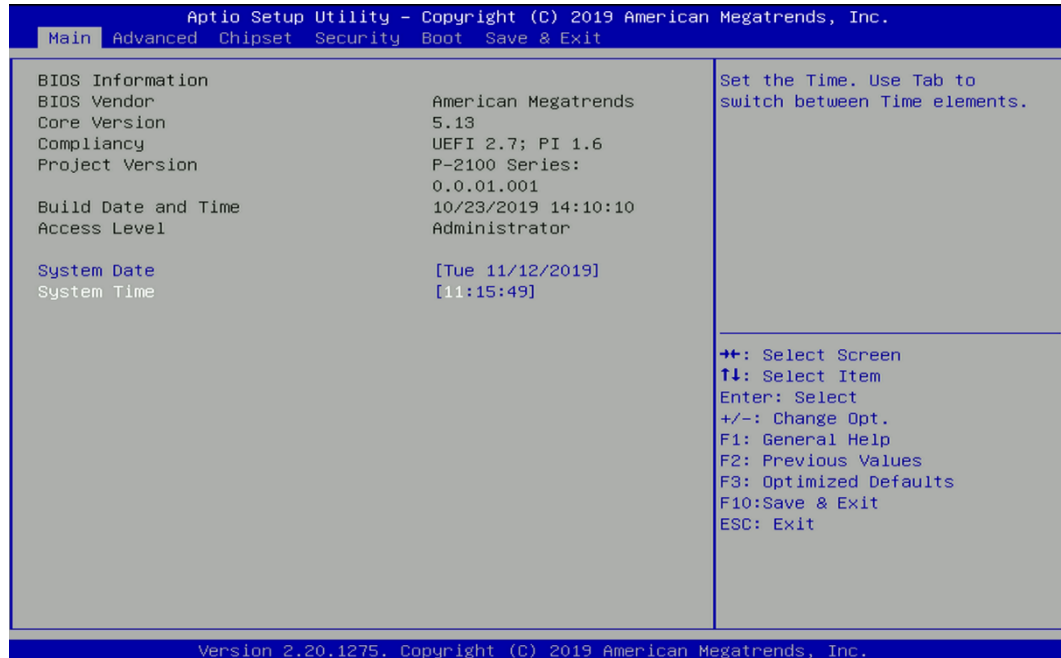 Aptio Setup Utility – Copyright (C) 2019 American Megatrends, Inc.
Main Advanced Chipset Security Boot Save & Exit
BIOS Information
BIOS Vendor American Megatrends
Core Version 5.13
Compliancy UEFI 2.7; PI 1.6
Project Version P-2100 Series:
0.0.01.001
Build Date and Time 10/23/2019 14:10:10
Access Level Administrator
System Date [Tue 11/12/2019]
System Time [11:15:49]
Set the Time. Use Tab to
switch between Time elements.
→←: Select Screen
↑↓: Select Item
Enter: Select
+/-: Change Opt.
F1: General Help
F2: Previous Values
F3: Optimized Defaults
F10:Save & Exit
ESC: Exit
Version 2.20.1275. Copyright (C) 2019 American Megatrends, Inc.